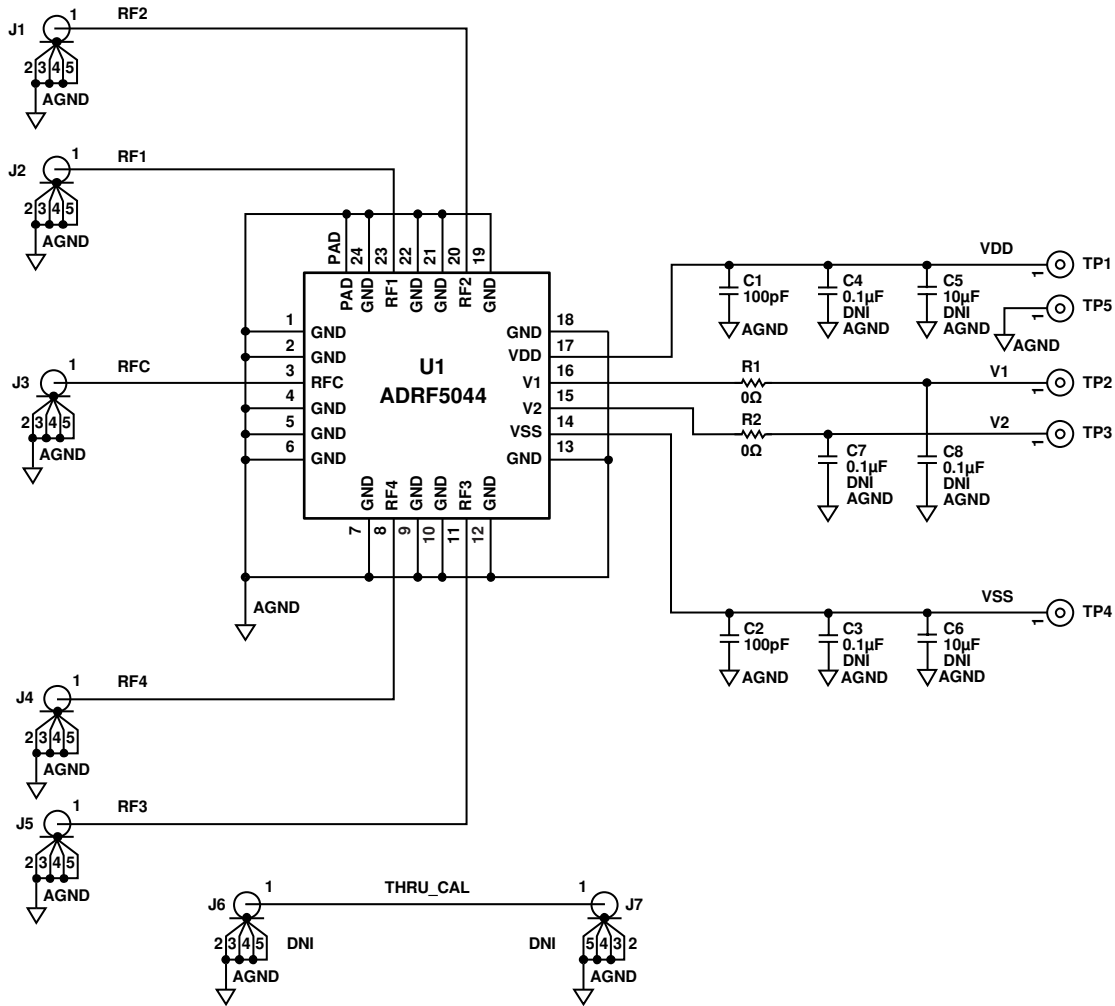 J1
1
RF2
2 3 4 5
AGND
J2
1
RF1
2 3 4 5
AGND
J3
RFC
1
2 3 4 5
AGND
PAD
24
23
22
21
20
19
PAD
GND
RF1
GND
GND
RF2
GND
1
GND
2
GND
3
RFC
4
GND
5
GND
6
GND
U1
ADRF5044
GND
18
VDD
17
V1
16
V2
15
VSS
14
GND
13
GND
RF4
GND
GND
RF3
GND
7
8
9
10
11
12
AGND
C1
100pF
AGND
C4
0.1µF
DNI
AGND
C5
10µF
DNI
AGND
VDD
1
TP1
1
TP5
AGND
R1
0Ω
V1
1
TP2
R2
0Ω
V2
1
TP3
C7
0.1µF
DNI
AGND
C8
0.1µF
DNI
AGND
VSS
1
TP4
C2
100pF
AGND
C3
0.1µF
DNI
AGND
C6
10µF
DNI
AGND
J4
1
RF4
2 3 4 5
AGND
J5
1
RF3
2 3 4 5
AGND
J6
1
THRU_CAL
1
J7
2 3 4 5
DNI
DNI
5 4 3 2
AGND
AGND